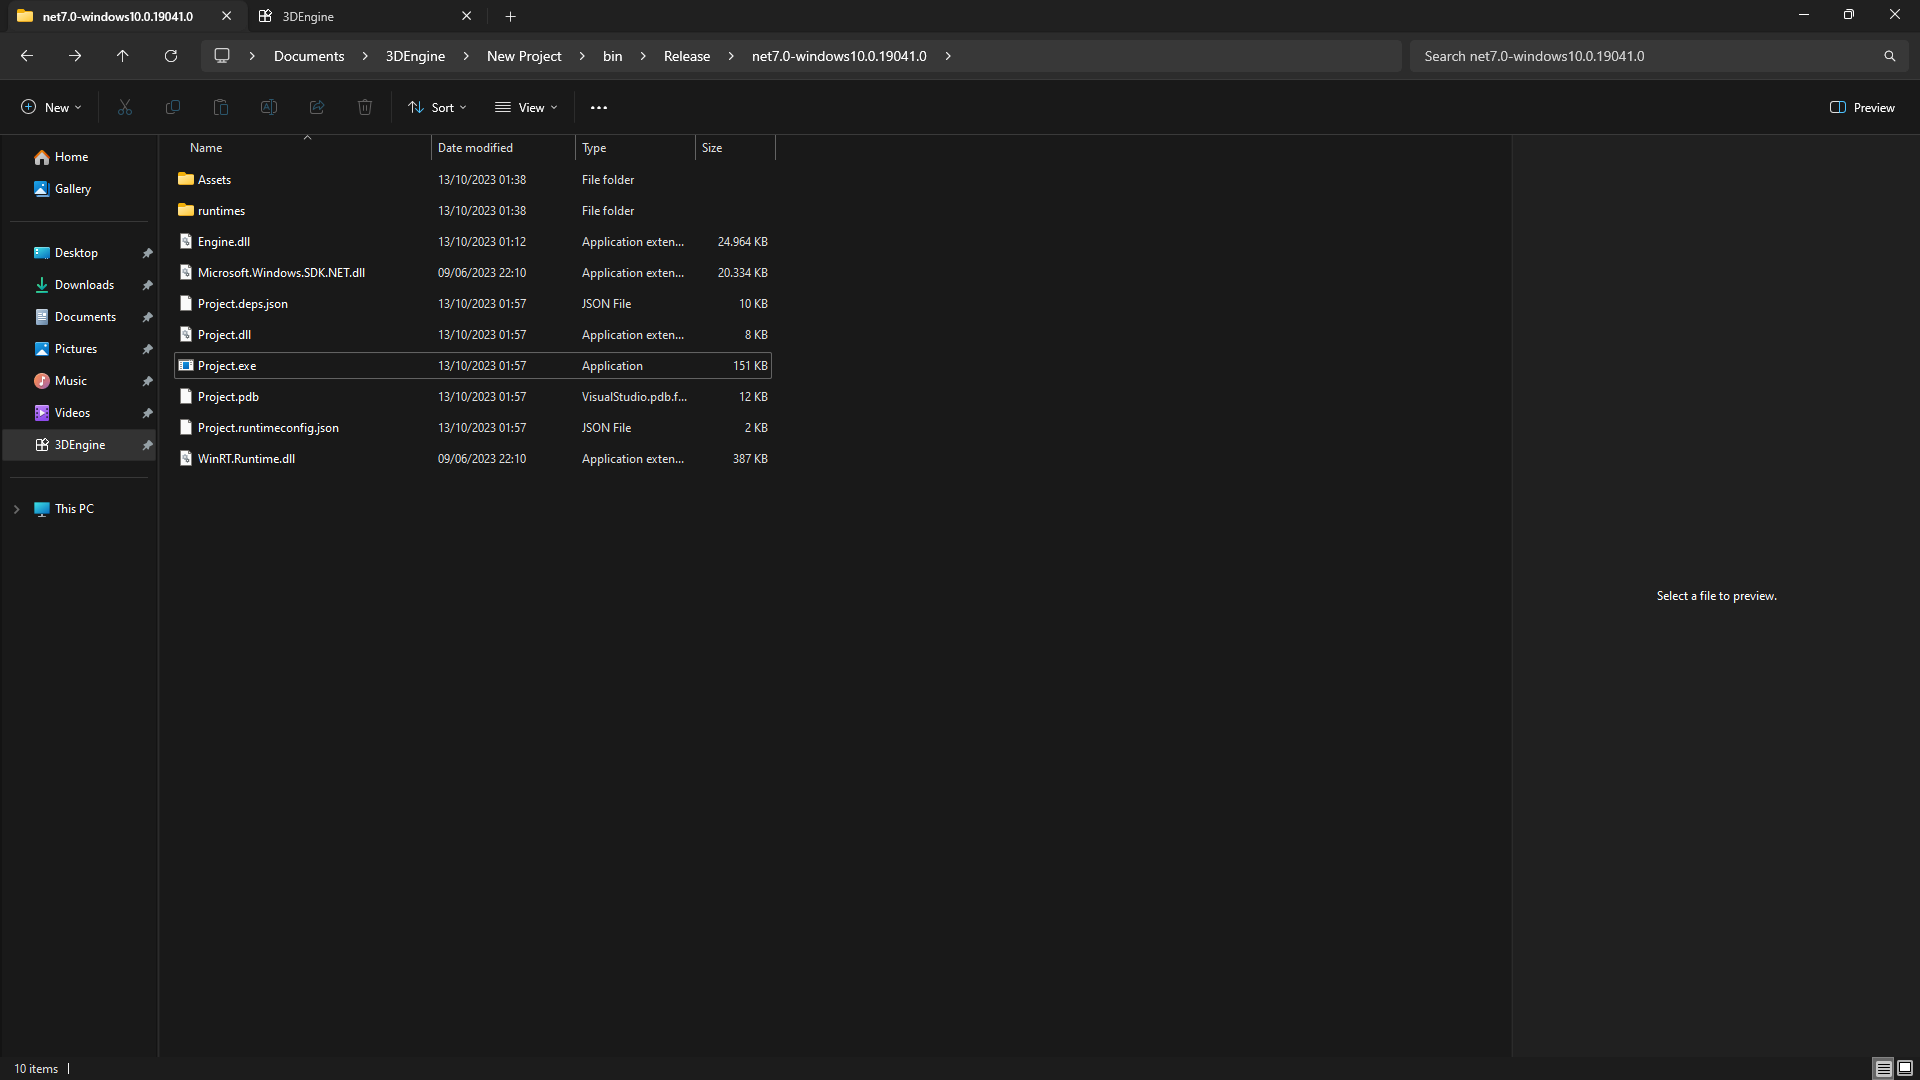 net7.0-windows10.0.19041.0
3DEngine
Documents 3DEngine New Project bin Release net7.0-windows10.0.19041.0
Search net7.0-windows10.0.19041.0
New Sort View Preview
Home
Gallery
Desktop
Downloads
Documents
Pictures
Music
Videos
3DEngine
This PC
Name Date modified Type Size
Assets 13/10/2023 01:38 File folder
runtimes 13/10/2023 01:38 File folder
Engine.dll 13/10/2023 01:12 Application exten... 24.964 KB
Microsoft.Windows.SDK.NET.dll 09/06/2023 22:10 Application exten... 20.334 KB
Project.deps.json 13/10/2023 01:57 JSON File 10 KB
Project.dll 13/10/2023 01:57 Application exten... 8 KB
Project.exe 13/10/2023 01:57 Application 151 KB
Project.pdb 13/10/2023 01:57 VisualStudio.pdb.f... 12 KB
Project.runtimeconfig.json 13/10/2023 01:57 JSON File 2 KB
WinRT.Runtime.dll 09/06/2023 22:10 Application exten... 387 KB
Select a file to preview.
10 items